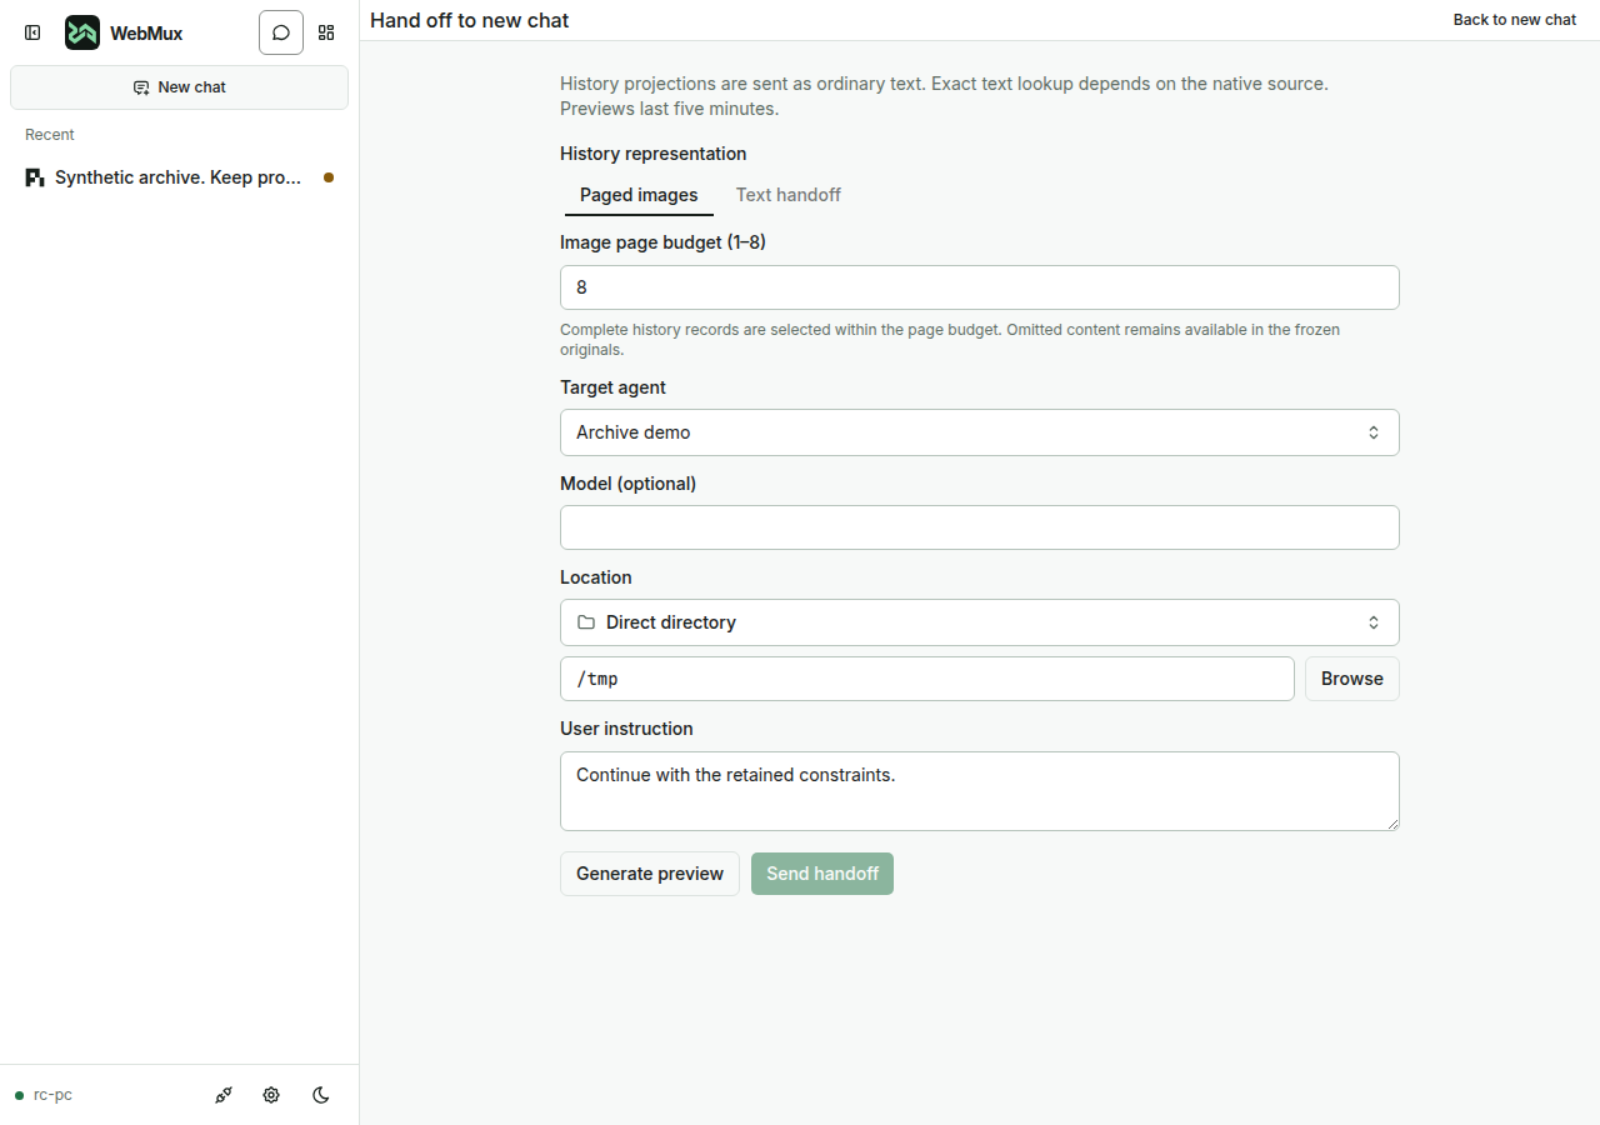 WebMux
New chat
Recent
Synthetic archive. Keep pro...
rc-pc
Hand off to new chat
Back to new chat
History projections are sent as ordinary text. Exact text lookup depends on the native source.
Previews last five minutes.
History representation
Paged images
Text handoff
Image page budget (1–8)
8
Complete history records are selected within the page budget. Omitted content remains available in the frozen
originals.
Target agent
Archive demo
Model (optional)
Location
Direct directory
/tmp
Browse
User instruction
Continue with the retained constraints.
Generate preview
Send handoff